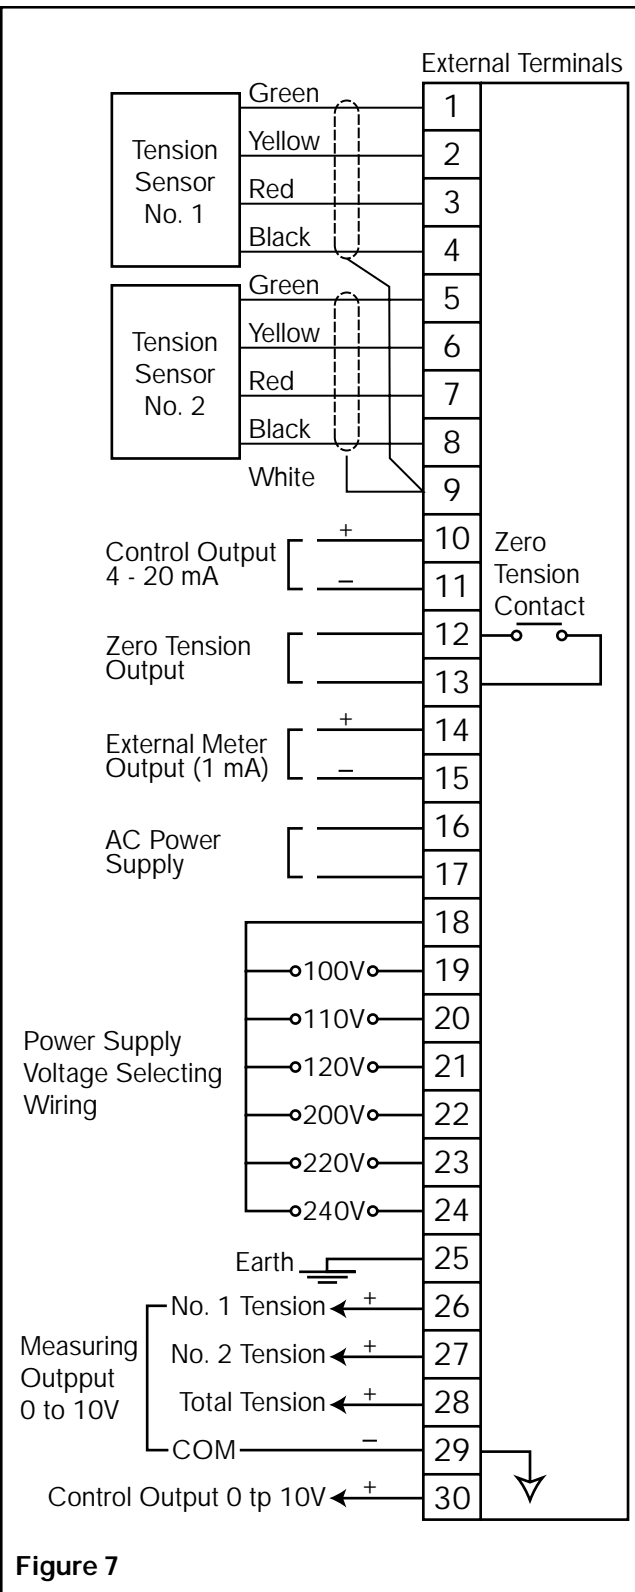 External Terminals
Green
1
Tension
Sensor
No. 1
Yellow
2
Red
3
Black
4
Green
5
Tension
Sensor
No. 2
Yellow
6
Red
7
Black
8
White
9
Control Output
4 - 20 mA
+
10
–
11
Zero
Tension
Contact
Zero Tension
Output
12
13
External Meter
Output (1 mA)
+
14
–
15
AC Power
Supply
16
17
18
Power Supply
Voltage Selecting
Wiring
100V
19
110V
20
120V
21
200V
22
220V
23
240V
24
Earth
25
Measuring
Outpput
0 to 10V
No. 1 Tension
+
26
No. 2 Tension
+
27
Total Tension
+
28
COM
–
29
Control Output 0 tp 10V
+
30
Figure 7